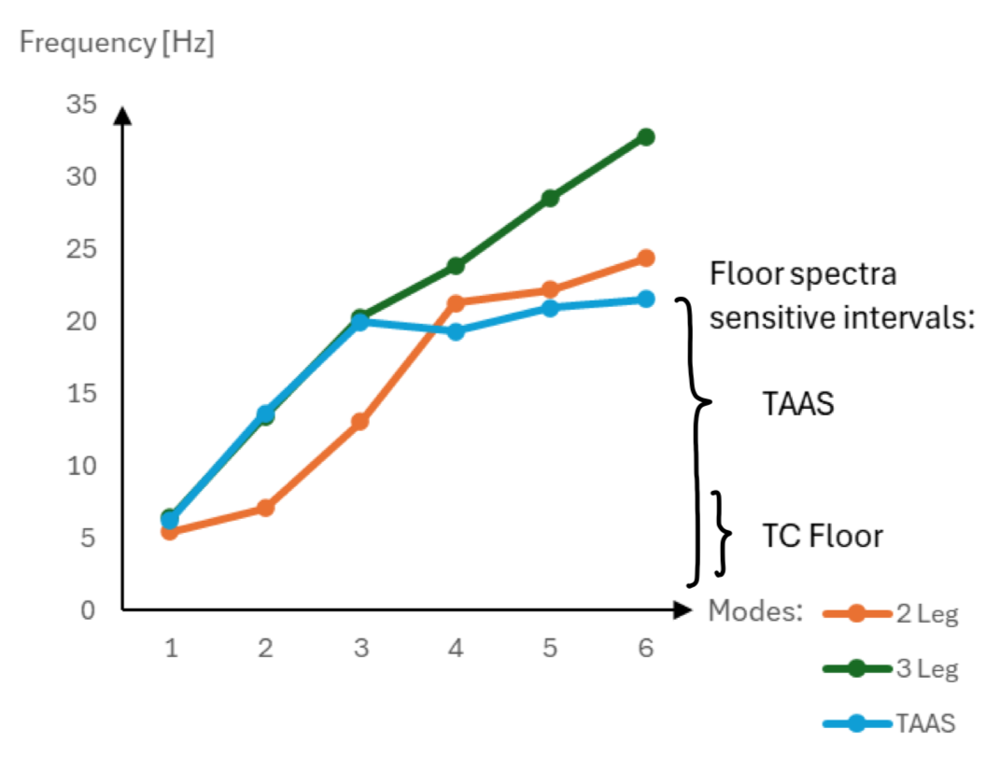 Frequency [Hz]
35
30
25
20
15
10
5
0
1 2 3 4 5 6
Floor spectra
sensitive intervals:
TAAS
TC Floor
Modes:
2 Leg
3 Leg
TAAS